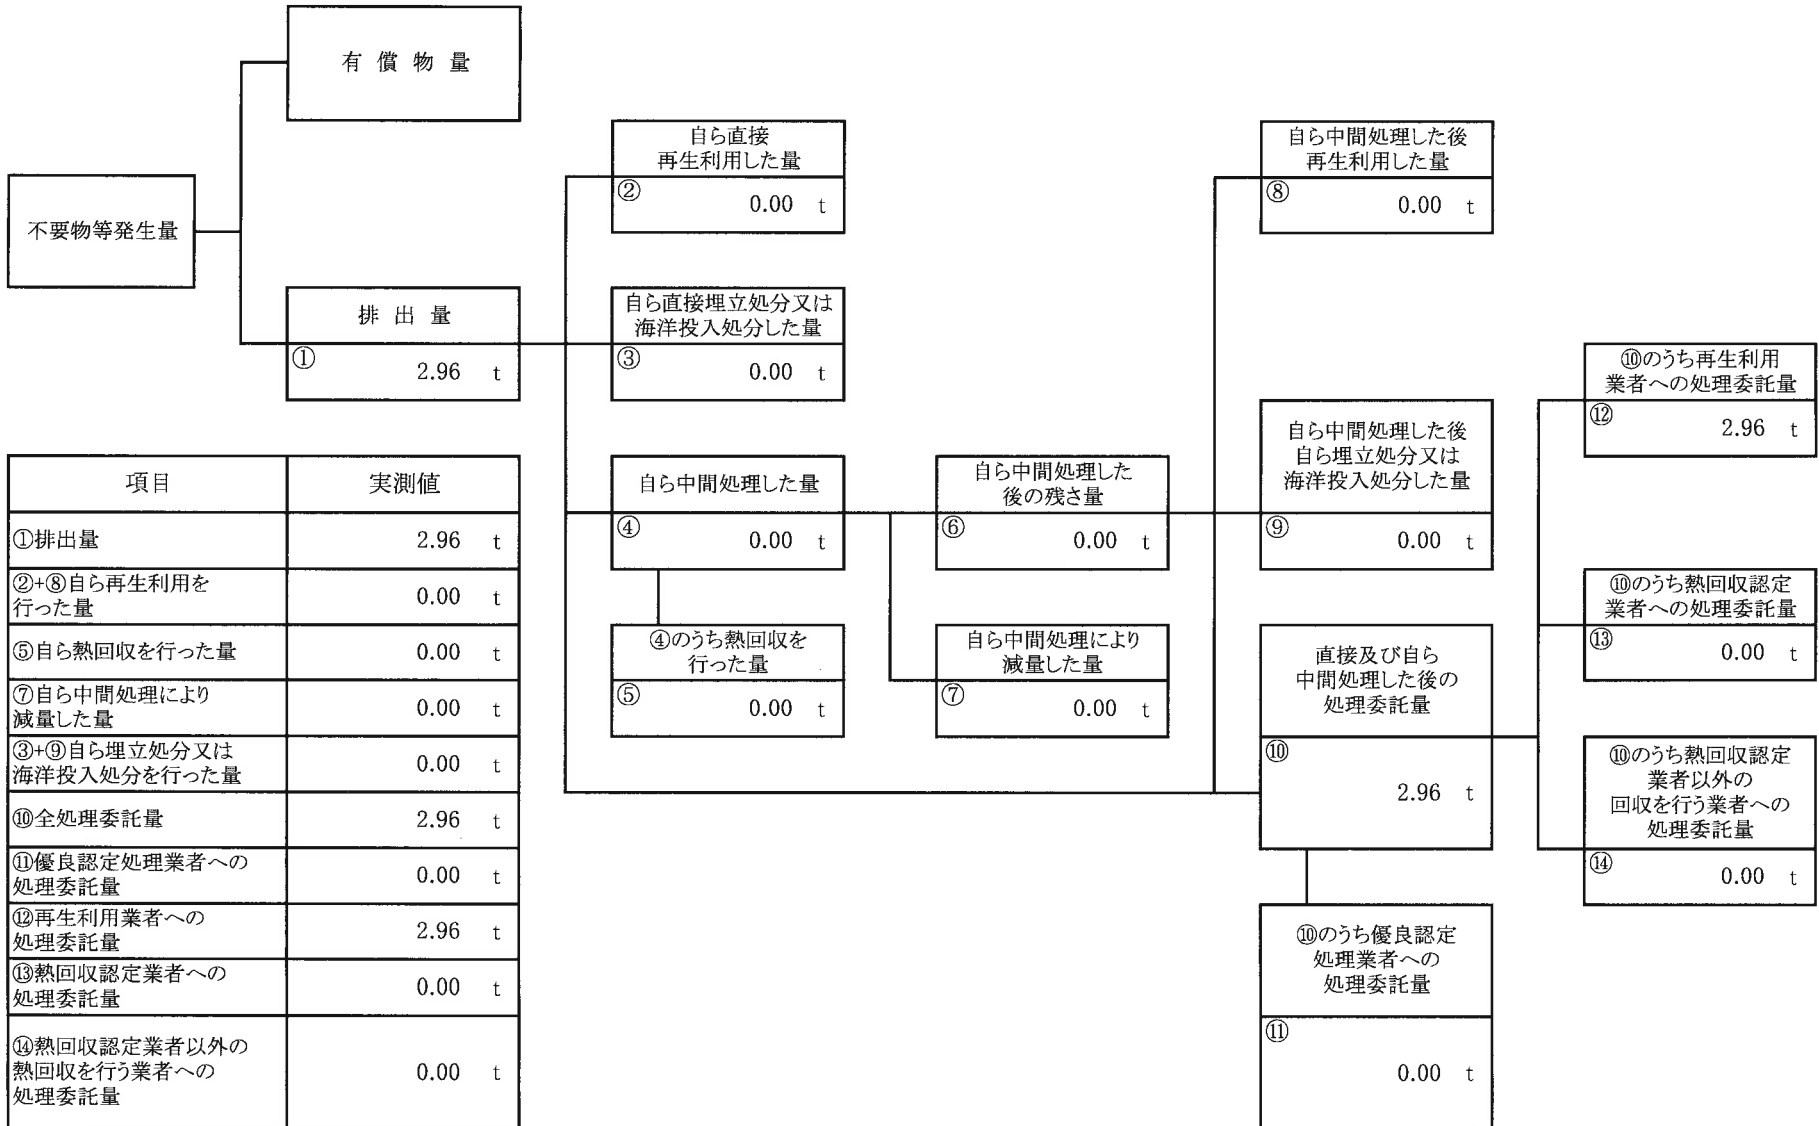 有償物量
不要物等発生量
排出量
①
2.96 t
自ら直接
再生利用した量
②
0.00 t
自ら直接埋立処分又は
海洋投入処分した量
③
0.00 t
自ら中間処理した量
④
0.00 t
④のうち熱回収を
行った量
⑤
0.00 t
自ら中間処理した
後の残さ量
⑥
0.00 t
自ら中間処理により
減量した量
⑦
0.00 t
自ら中間処理した後
再生利用した量
⑧
0.00 t
自ら中間処理した後
自ら埋立処分又は
海洋投入処分した量
⑨
0.00 t
直接及び自ら
中間処理した後の
処理委託量
⑩
2.96 t
⑩のうち優良認定
処理業者への
処理委託量
⑪
0.00 t
⑩のうち再生利用
業者への処理委託量
⑫
2.96 t
⑩のうち熱回収認定
業者への処理委託量
⑬
0.00 t
⑩のうち熱回収認定
業者以外の
回収を行う業者への
処理委託量
⑭
0.00 t
項目 実測値
①排出量 2.96 t
②+⑧自ら再生利用を
行った量 0.00 t
⑤自ら熱回収を行った量 0.00 t
⑦自ら中間処理により
減量した量 0.00 t
③+⑨自ら埋立処分又は
海洋投入処分を行った量 0.00 t
⑩全処理委託量 2.96 t
⑪優良認定処理業者への
処理委託量 0.00 t
⑫再生利用業者への
処理委託量 2.96 t
⑬熱回収認定業者への
処理委託量 0.00 t
⑭熱回収認定業者以外の
熱回収を行う業者への
処理委託量 0.00 t